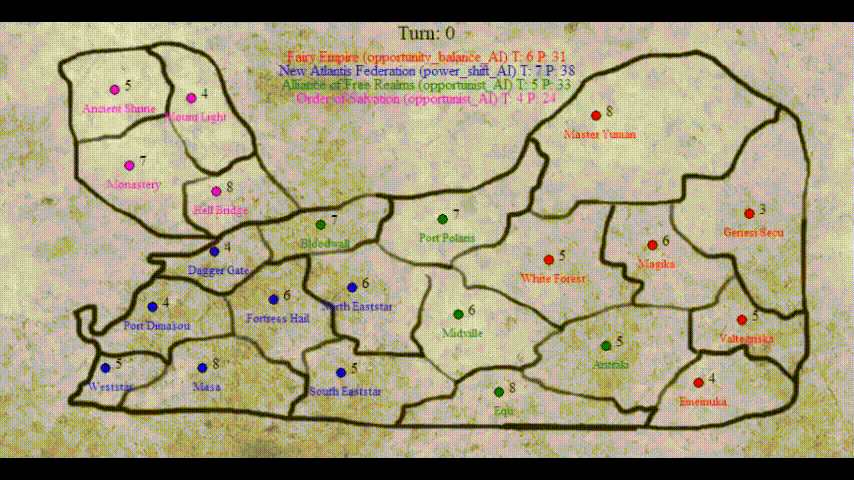 Turn: 0
Fairy Empire (opportunity_balance_AI) T: 6 P: 31
New Atlantis Federation (power_shift_AI) T: 7 P: 38
Alliance of Free Realms (opportunist_AI) T: 5 P: 33
Order of Salvation (opportunist_AI) T: 4 P: 24
5
Ancient Shrine
4
Mount Light
8
Master Yuman
7
Monastery
8
Hell Bridge
7
Bloodwall
7
Port Polaris
3
Geriesi Secu
4
Dagger Gate
5
White Forest
6
Magika
4
Port Dimasou
6
Fortress Hail
6
North Eaststar
6
Midville
5
5
Valtegriska
5
Weststar
8
Masa
5
South Eaststar
8
Equ
4